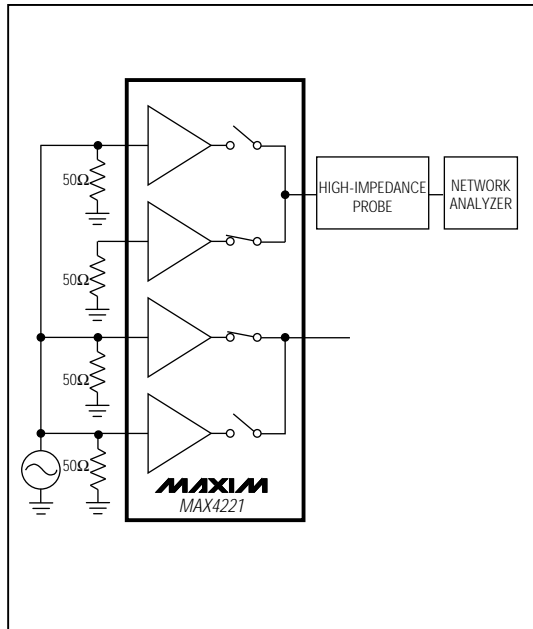 50Ω
HIGH-IMPEDANCE
PROBE
NETWORK
ANALYZER
50Ω
50Ω
50Ω
MAXIM
MAX4221